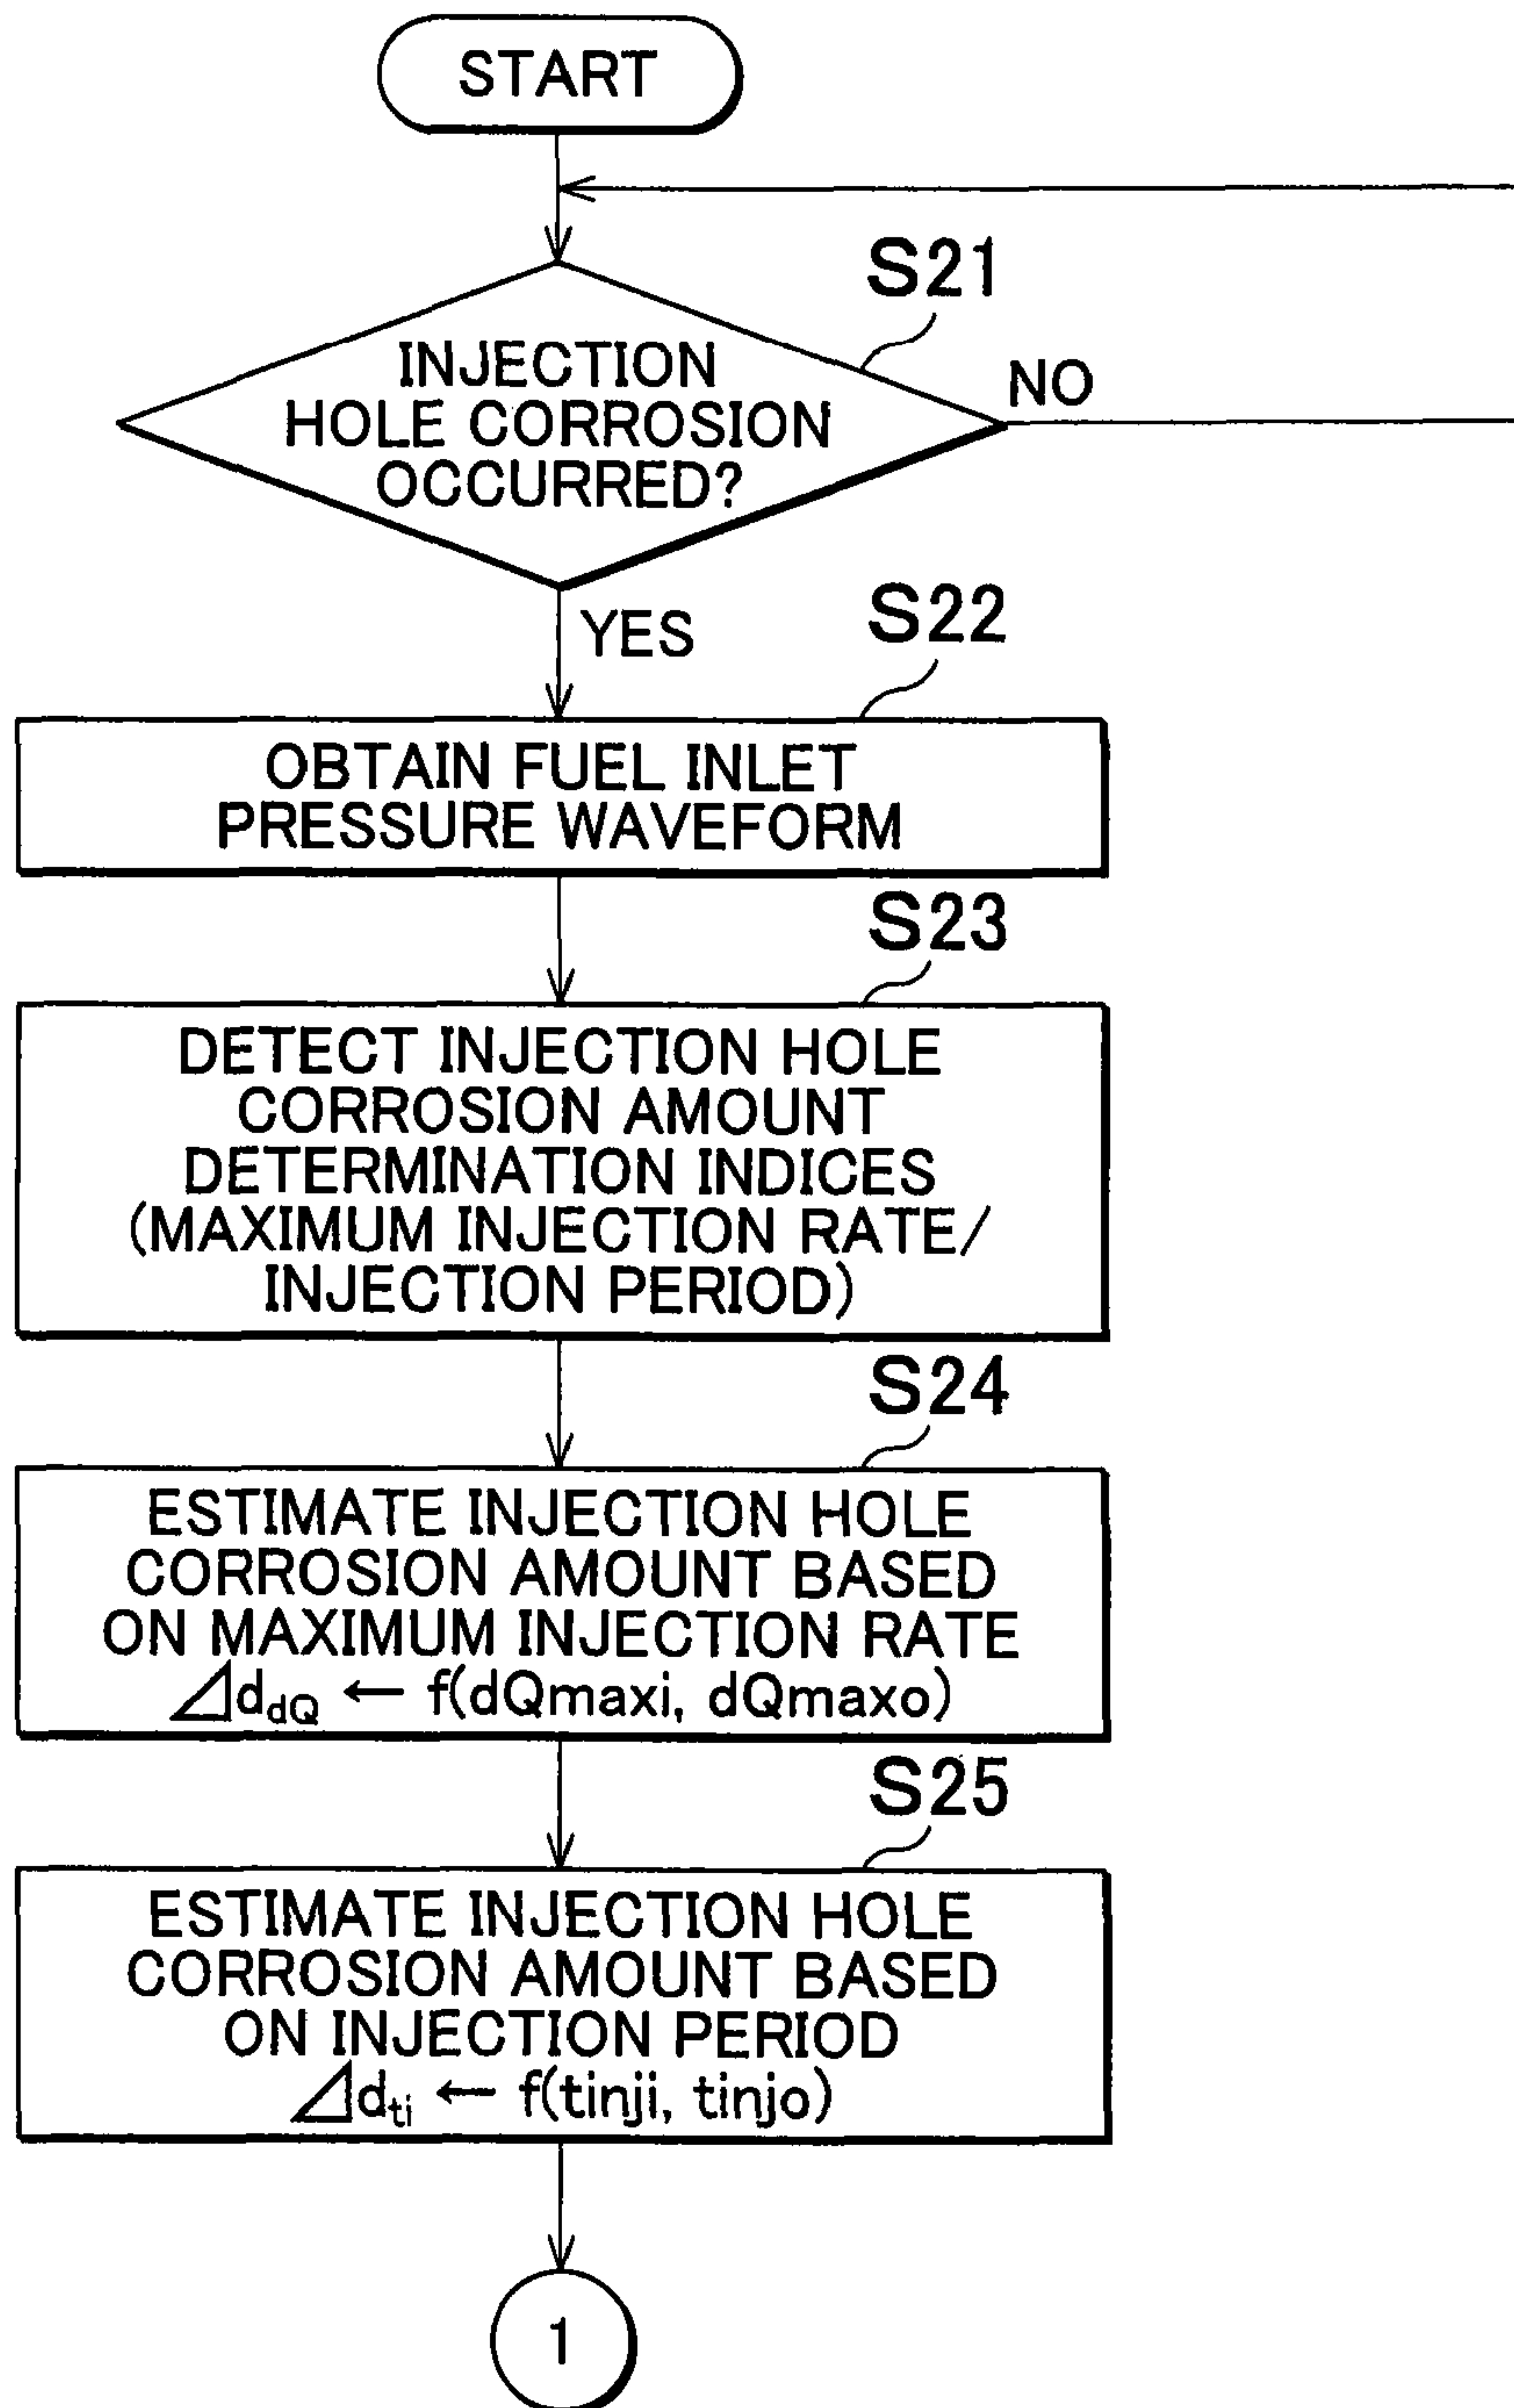 START
S21
INJECTION
HOLE CORROSION
OCCURRED?
NO
YES
S22
OBTAIN FUEL INLET
PRESSURE WAVEFORM
S23
DETECT INJECTION HOLE
CORROSION AMOUNT
DETERMINATION INDICES
(MAXIMUM INJECTION RATE/
INJECTION PERIOD)
S24
ESTIMATE INJECTION HOLE
CORROSION AMOUNT BASED
ON MAXIMUM INJECTION RATE
⊿d_dQ ← f(dQmaxi, dQmaxo)
S25
ESTIMATE INJECTION HOLE
CORROSION AMOUNT BASED
ON INJECTION PERIOD
⊿d_ti ← f(tinji, tinjo)
1